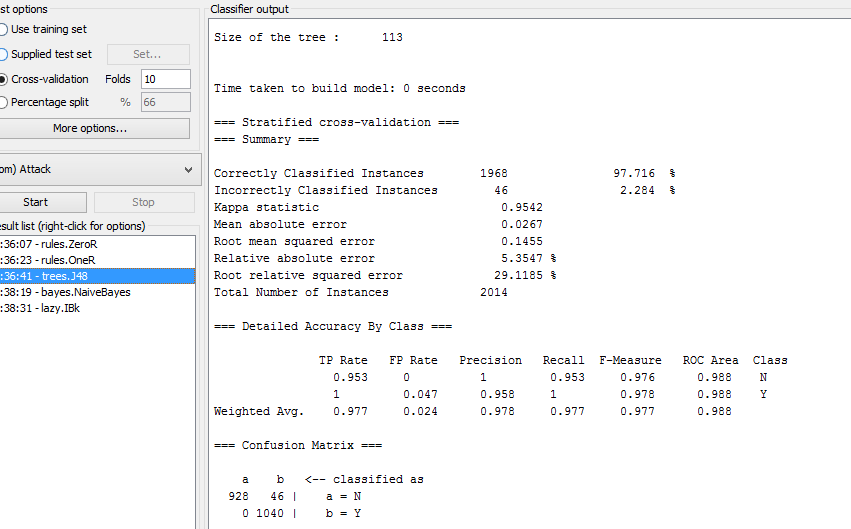 st options
Classifier output
Use training set
Supplied test set Set...
Cross-validation Folds 10
Percentage split % 66
More options...
om) Attack
Start Stop
esult list (right-click for options)
:36:07 - rules.ZeroR
:36:23 - rules.OneR
:36:41 - trees.J48
:38:19 - bayes.NaiveBayes
:38:31 - lazy.IBk
Size of the tree : 113
Time taken to build model: 0 seconds
=== Stratified cross-validation ===
=== Summary ===
Correctly Classified Instances 1968 97.716 %
Incorrectly Classified Instances 46 2.284 %
Kappa statistic 0.9542
Mean absolute error 0.0267
Root mean squared error 0.1455
Relative absolute error 5.3547 %
Root relative squared error 29.1185 %
Total Number of Instances 2014
=== Detailed Accuracy By Class ===
TP Rate FP Rate Precision Recall F-Measure ROC Area Class
0.953 0 1 0.953 0.976 0.988 N
1 0.047 0.958 1 0.978 0.988 Y
Weighted Avg. 0.977 0.024 0.978 0.977 0.977 0.988
=== Confusion Matrix ===
a b <-- classified as
928 46 | a = N
0 1040 | b = Y